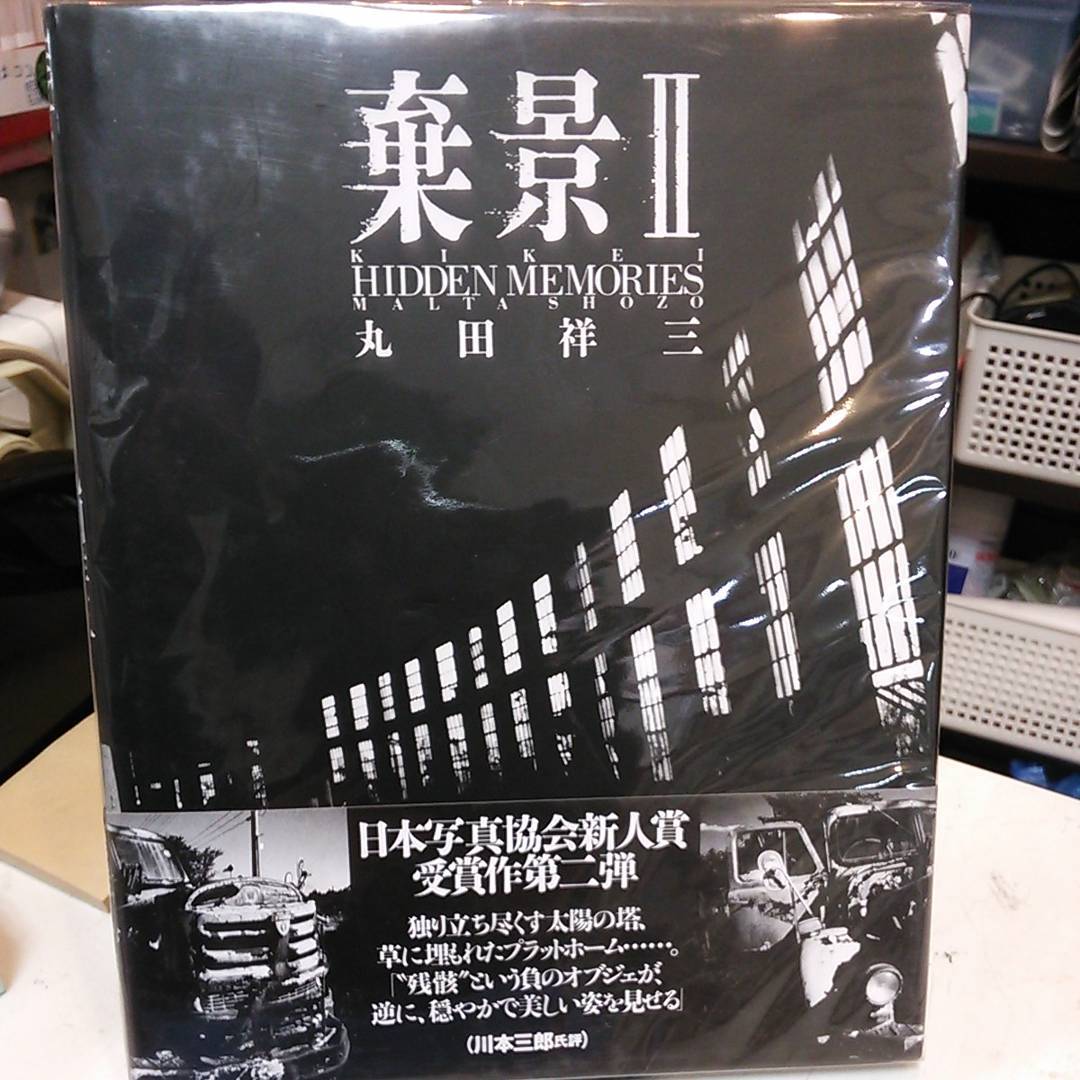 棄景Ⅱ
KIKEI
HIDDEN MEMORIES
MALTA SHOZO
丸田祥三
日本写真協会新人賞
受賞作第二弾
独り立ち尽くす太陽の塔、
草に埋もれたプラットホーム……。
「〝残骸〟という負のオブジェが、
逆に、穏やかで美しい姿を見せる」
(川本三郎氏評)